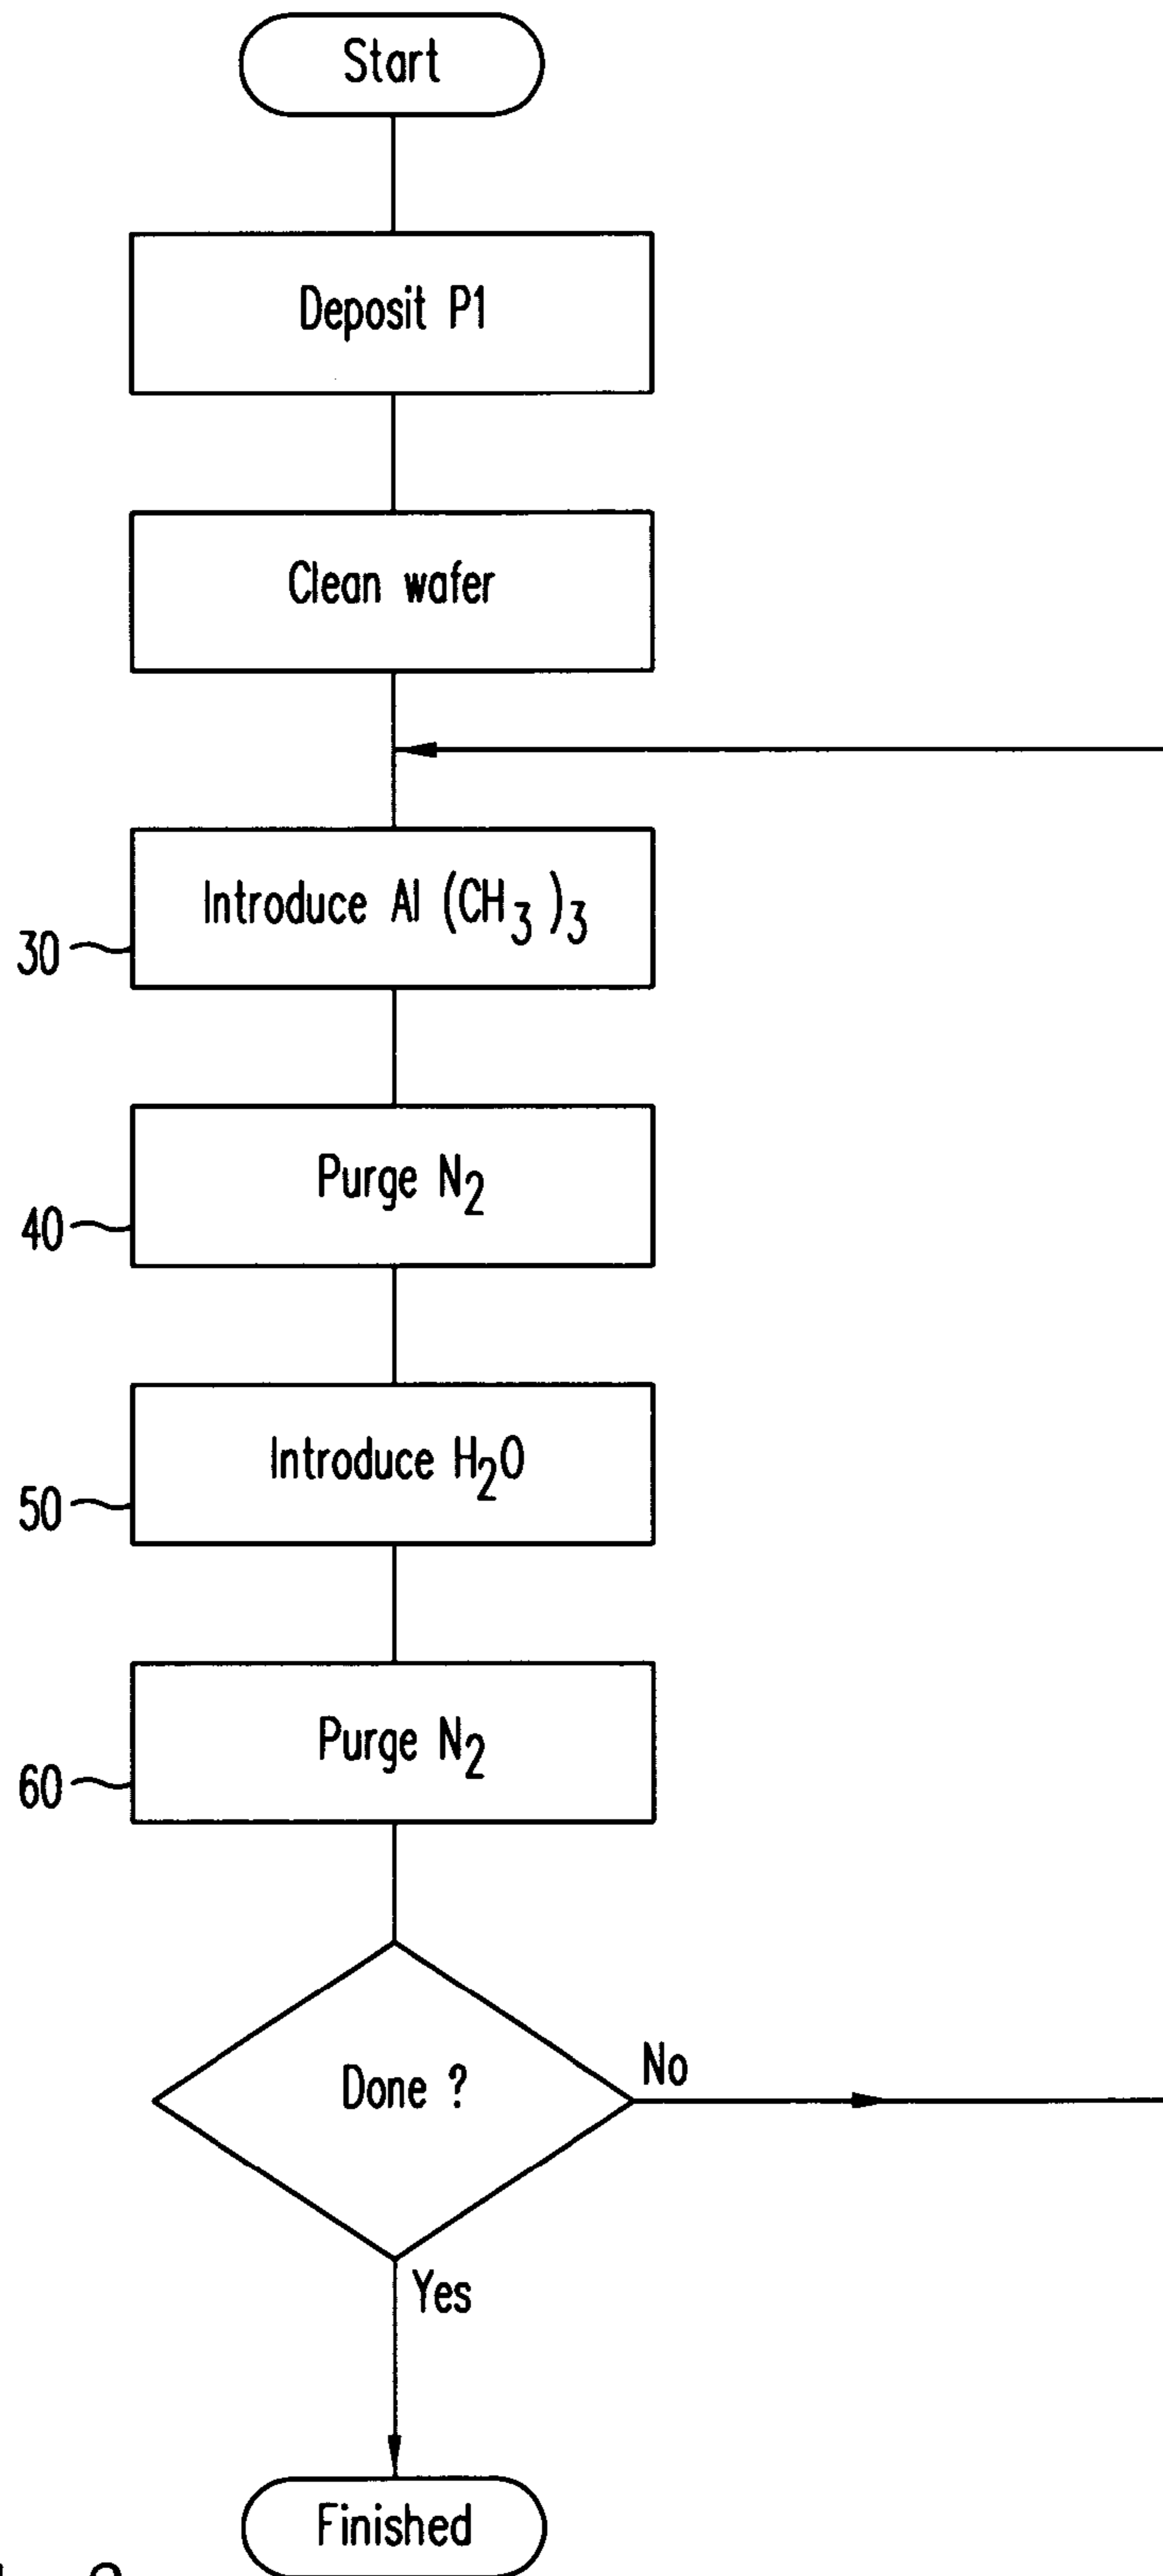 Start
Deposit P1
Clean wafer
Introduce Al (CH₃)₃
30
Purge N₂
40
Introduce H₂O
50
Purge N₂
60
Done ?
No
Yes
Finished